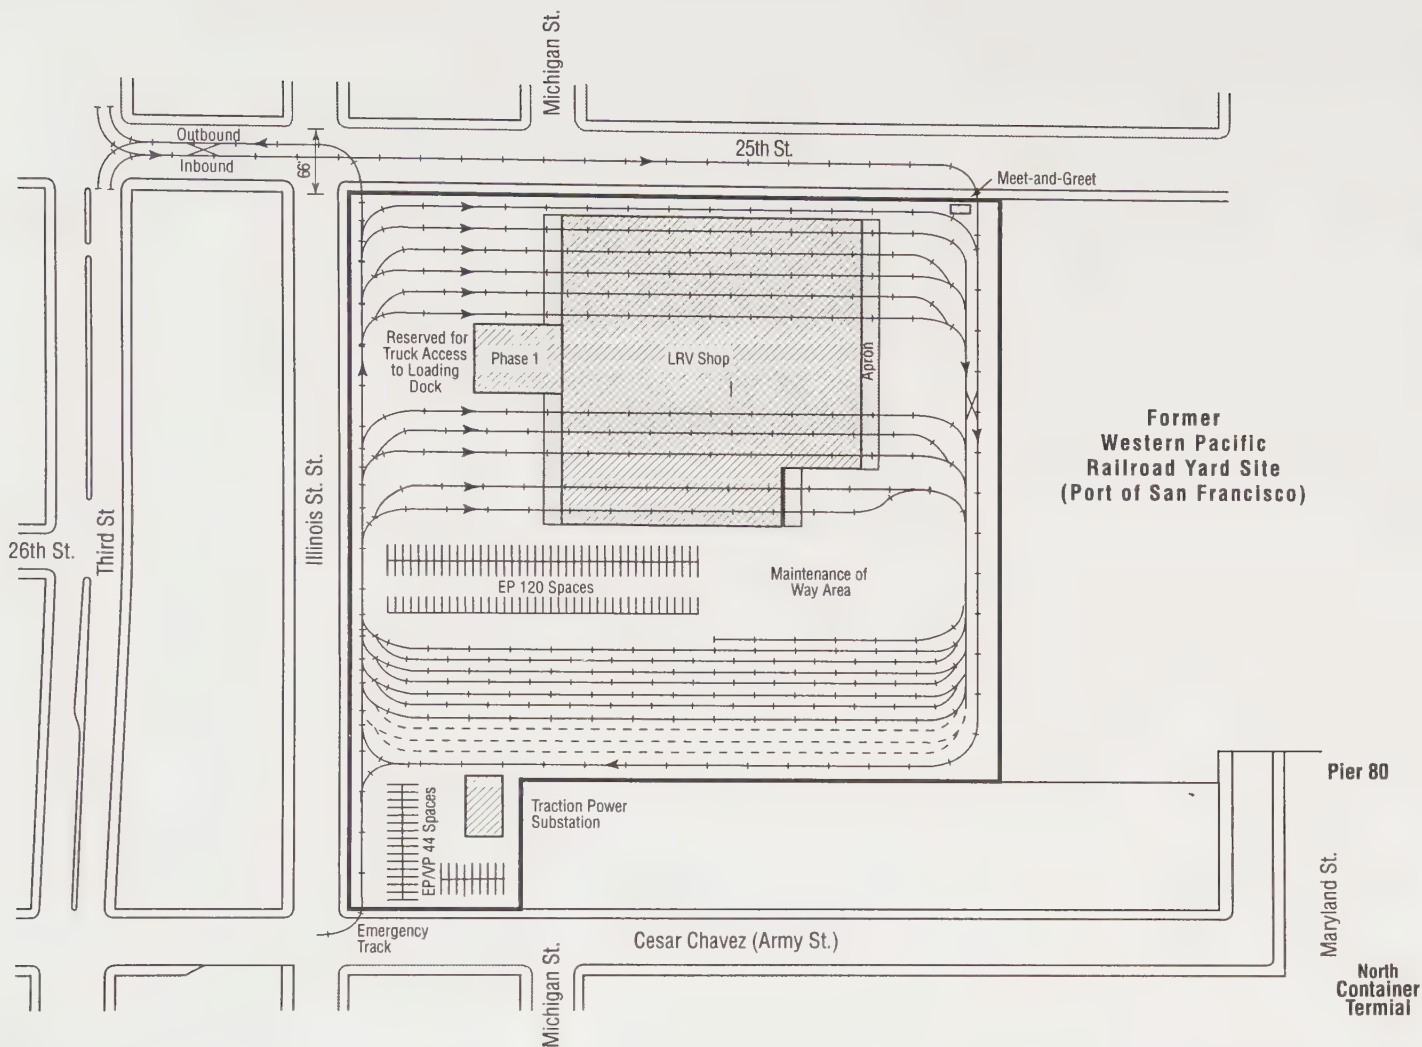 Michigan St.
Outbound
Inbound
66'
25th St.
Meet-and-Greet
Reserved for
Truck Access
to Loading
Dock
Phase 1
LRV Shop
Apron
Former
Western Pacific
Railroad Yard Site
(Port of San Francisco)
26th St.
Third St
Illinois St. St.
EP 120 Spaces
Maintenance of
Way Area
EP/VP 44 Spaces
Traction Power
Substation
Pier 80
Maryland St.
Emergency
Track
Cesar Chavez (Army St.)
Michigan St.
North
Container
Termial